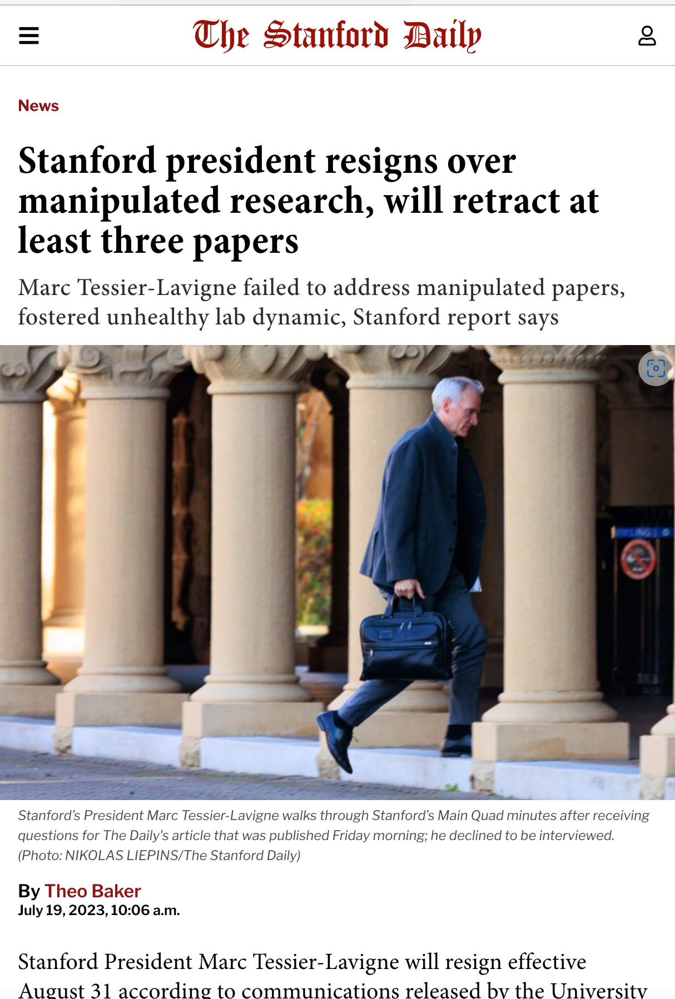 The Stanford Daily
News
Stanford president resigns over
manipulated research, will retract at
least three papers
Marc Tessier-Lavigne failed to address manipulated papers,
fostered unhealthy lab dynamic, Stanford report says
Stanford’s President Marc Tessier-Lavigne walks through Stanford’s Main Quad minutes after receiving
questions for The Daily's article that was published Friday morning; he declined to be interviewed.
(Photo: NIKOLAS LIEPINS/The Stanford Daily)
By Theo Baker
July 19, 2023, 10:06 a.m.
Stanford President Marc Tessier-Lavigne will resign effective
August 31 according to communications released by the University